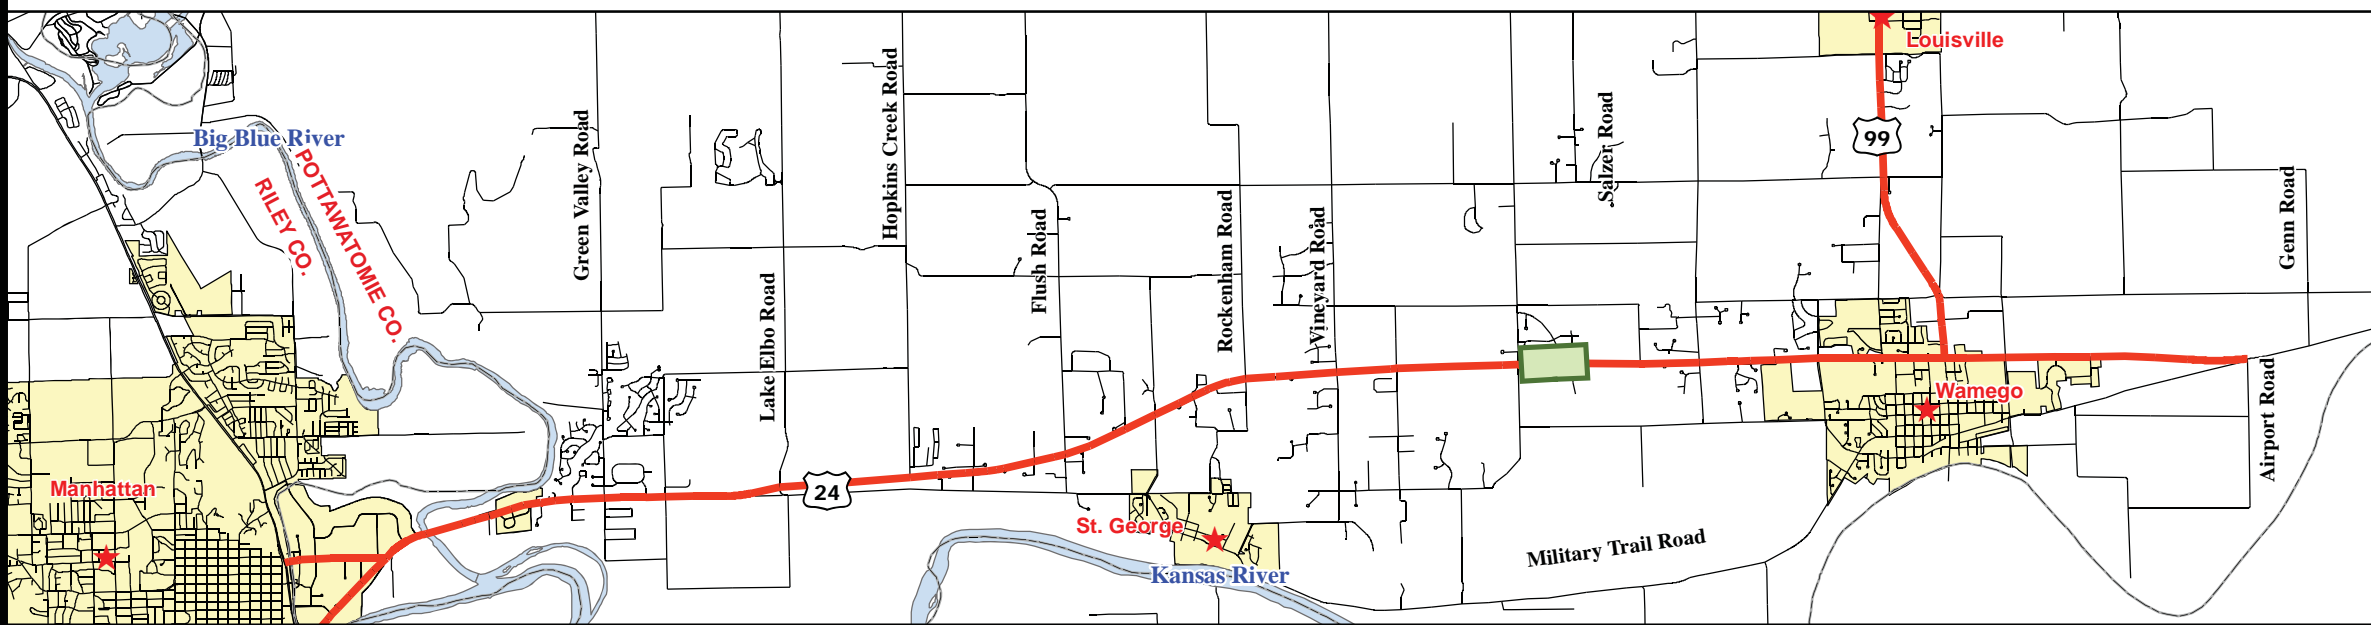 Louisville
99
Big Blue River
POTTAWATOMIE CO.
RILEY CO.
Green Valley Road
Hopkins Creek Road
Salzer Road
Genn Road
Lake Elbo Road
Flush Road
Rockenham Road
Vineyard Road
Wamego
Airport Road
Manhattan
24
St. George
Military Trail Road
Kansas River